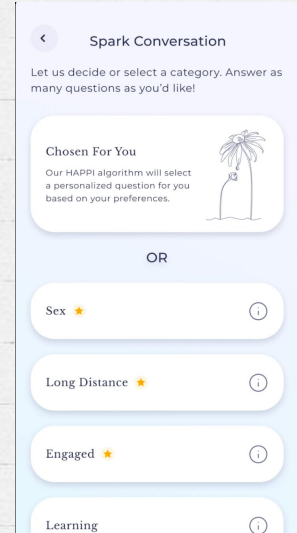 Spark Conversation
Let us decide or select a category. Answer as
many questions as you'd like!
Chosen For You
Our HAPPI algorithm will select
a personalized question for you
based on your preferences.
OR
Sex
Long Distance
Engaged
Learning